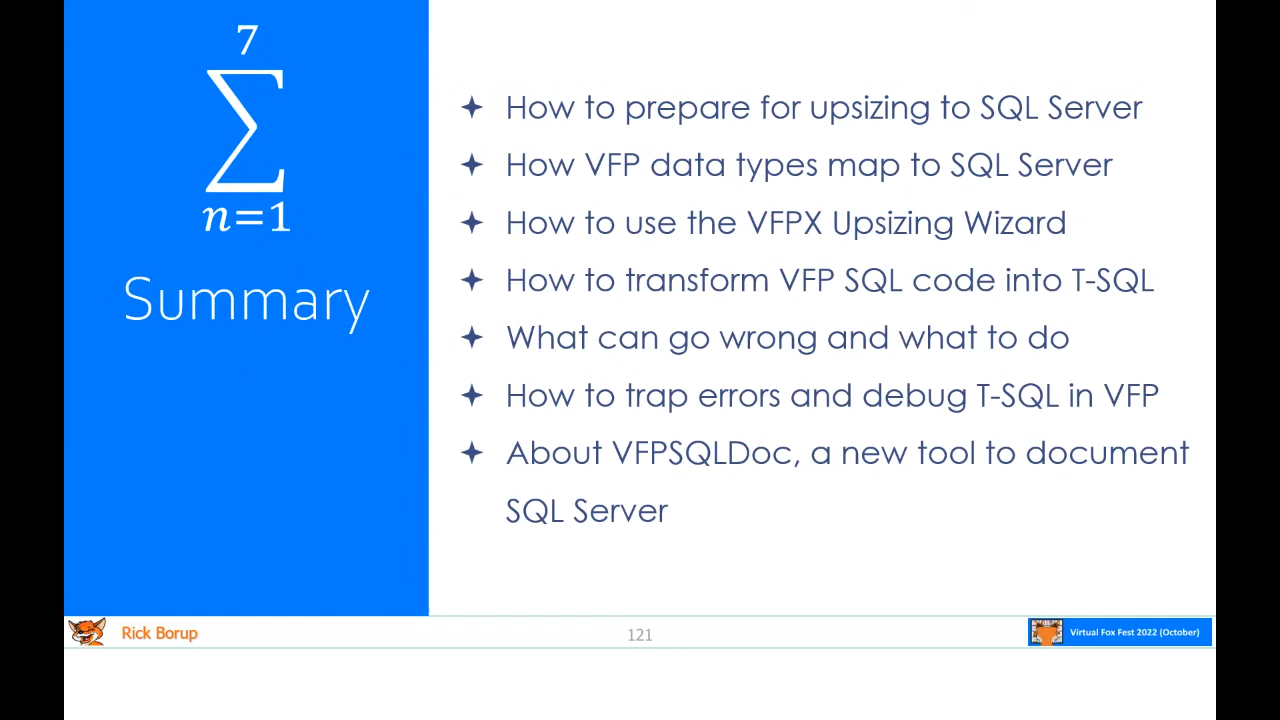 7
∑
n=1
Summary
How to prepare for upsizing to SQL Server
How VFP data types map to SQL Server
How to use the VFPX Upsizing Wizard
How to transform VFP SQL code into T-SQL
What can go wrong and what to do
How to trap errors and debug T-SQL in VFP
About VFPSQLDoc, a new tool to document
SQL Server
Rick Borup
121
Virtual Fox Fest 2022 (October)